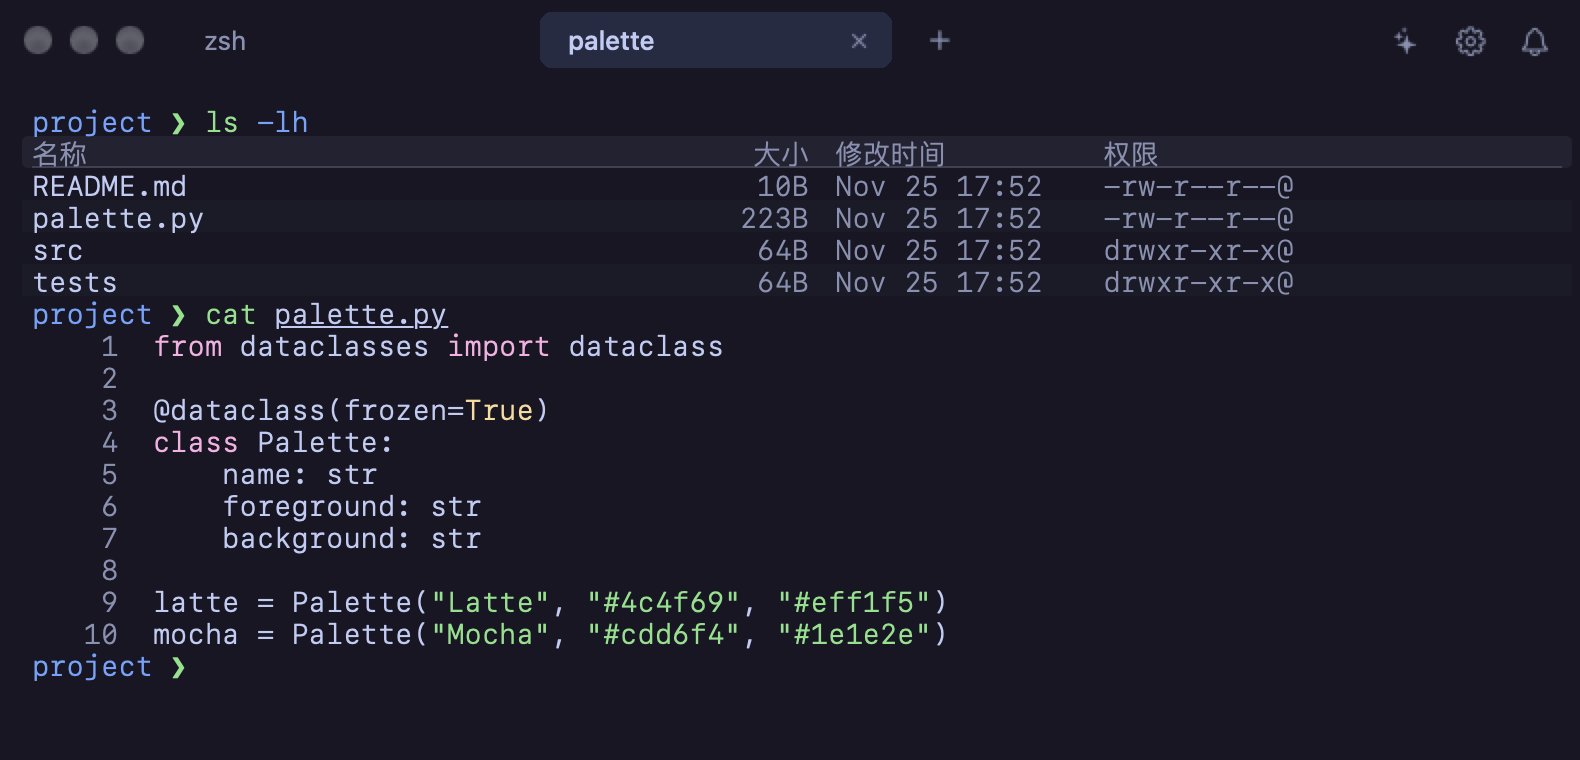 zsh palette × +
project ❯ ls -lh
名称 大小 修改时间 权限
README.md 10B Nov 25 17:52 -rw-r--r--@
palette.py 223B Nov 25 17:52 -rw-r--r--@
src 64B Nov 25 17:52 drwxr-xr-x@
tests 64B Nov 25 17:52 drwxr-xr-x@
project ❯ cat palette.py
1 from dataclasses import dataclass
2
3 @dataclass(frozen=True)
4 class Palette:
5     name: str
6     foreground: str
7     background: str
8
9 latte = Palette("Latte", "#4c4f69", "#eff1f5")
10 mocha = Palette("Mocha", "#cdd6f4", "#1e1e2e")
project ❯